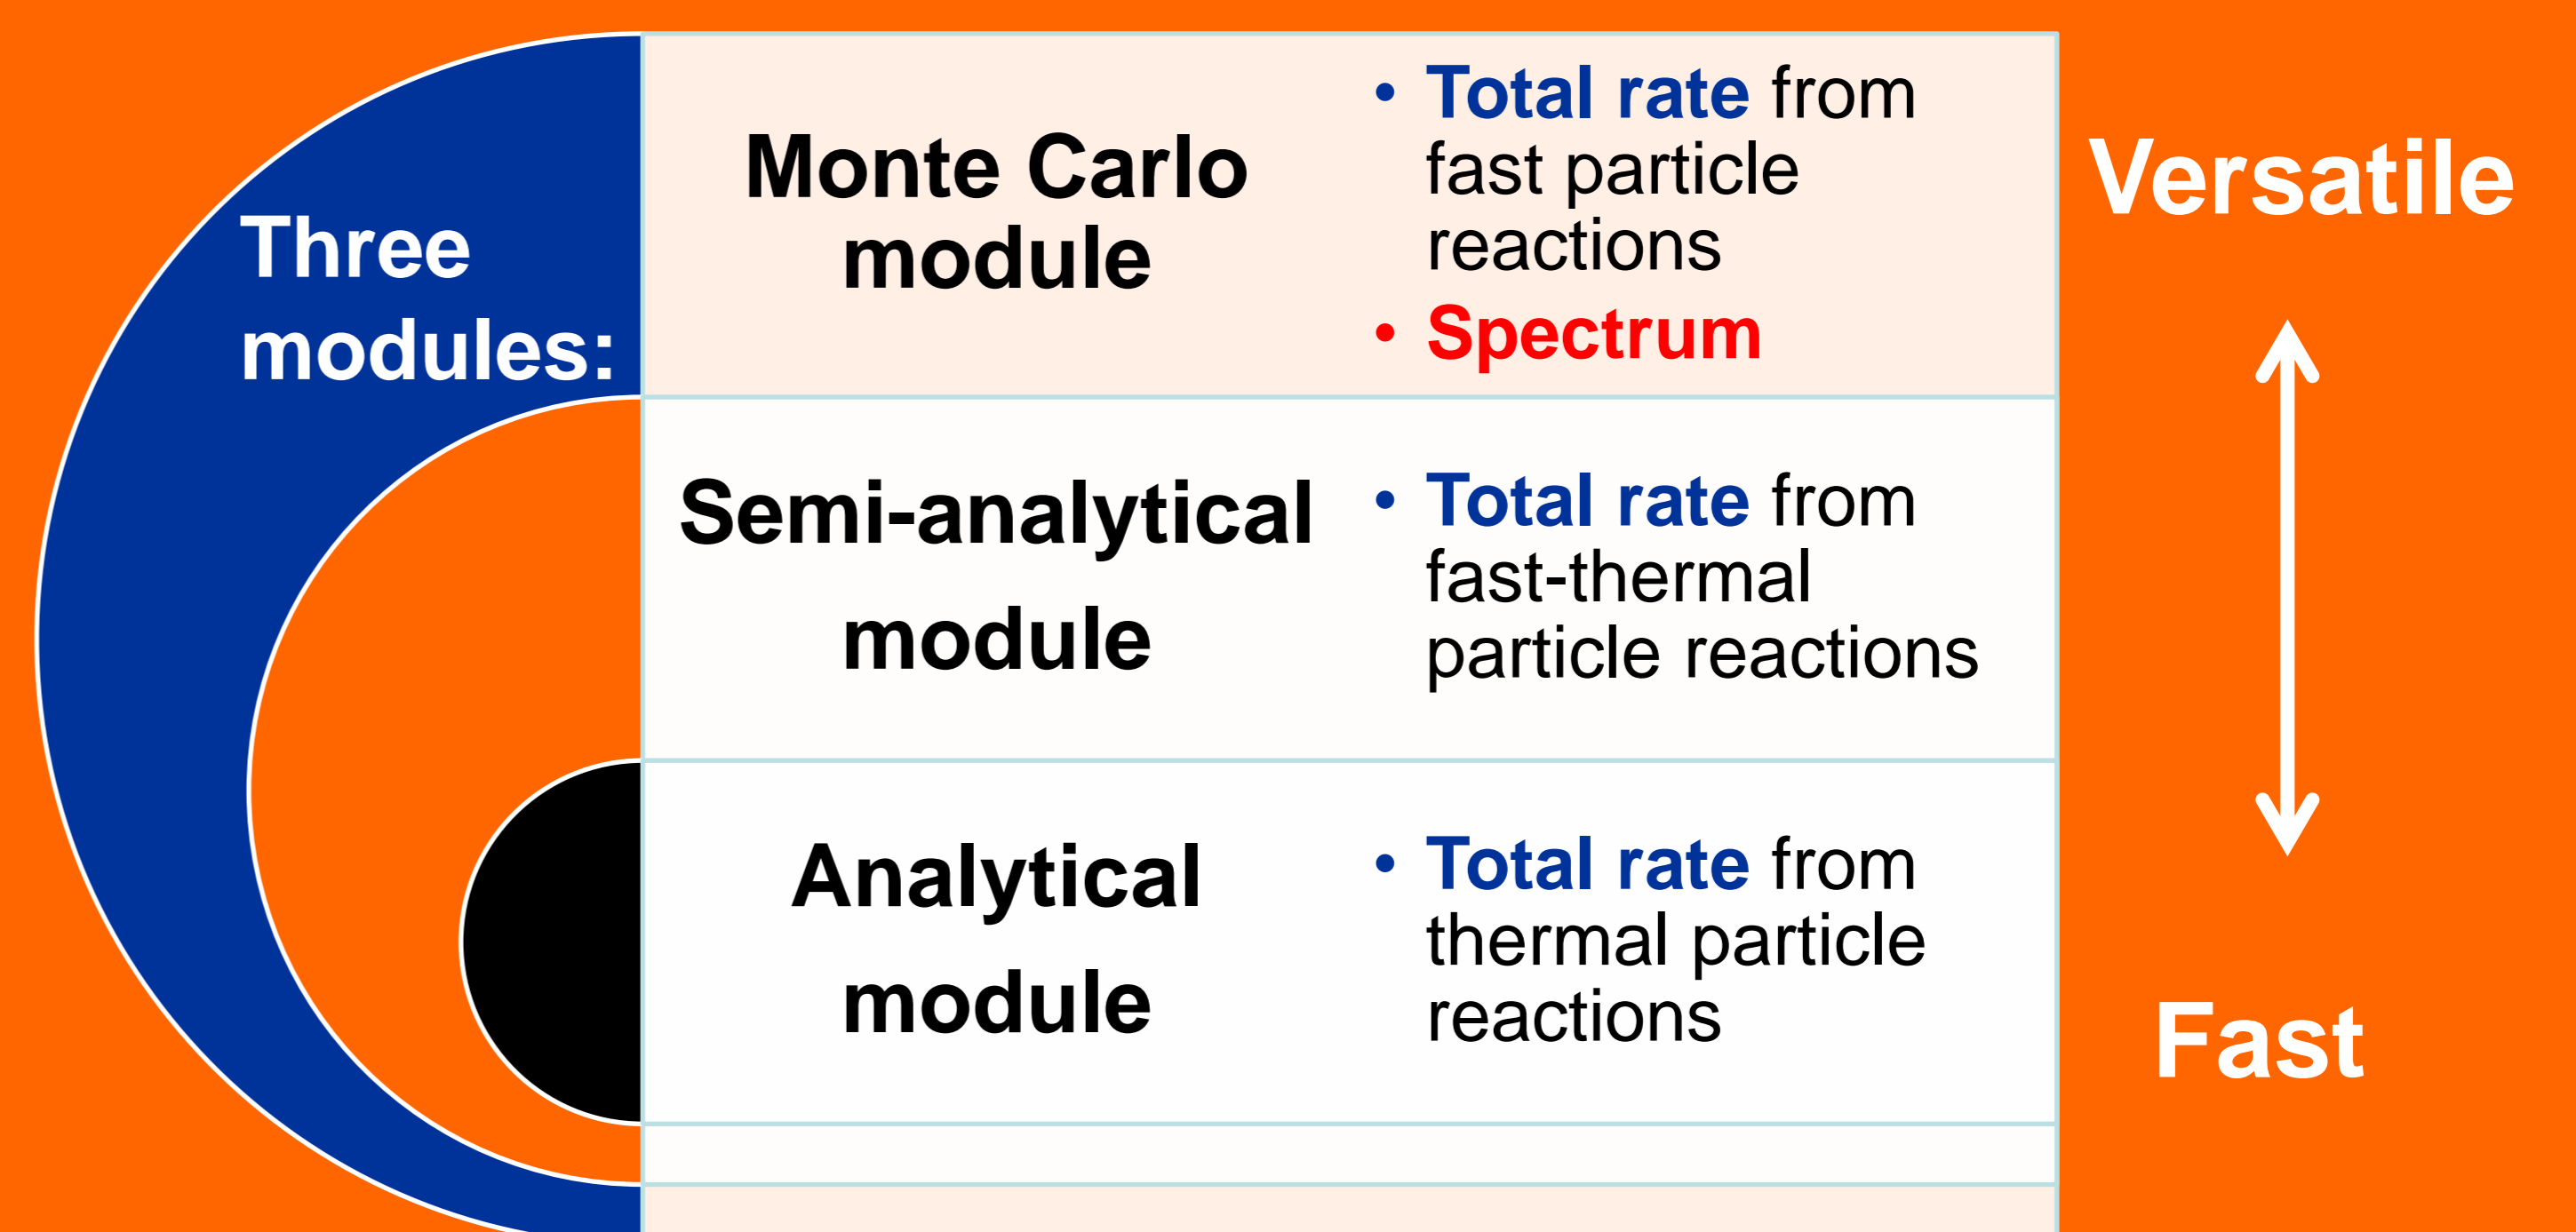 Three
modules:
Monte Carlo
module
• Total rate from
fast particle
reactions
• Spectrum
Semi-analytical
module
• Total rate from
fast-thermal
particle reactions
Analytical
module
• Total rate from
thermal particle
reactions
Versatile
Fast